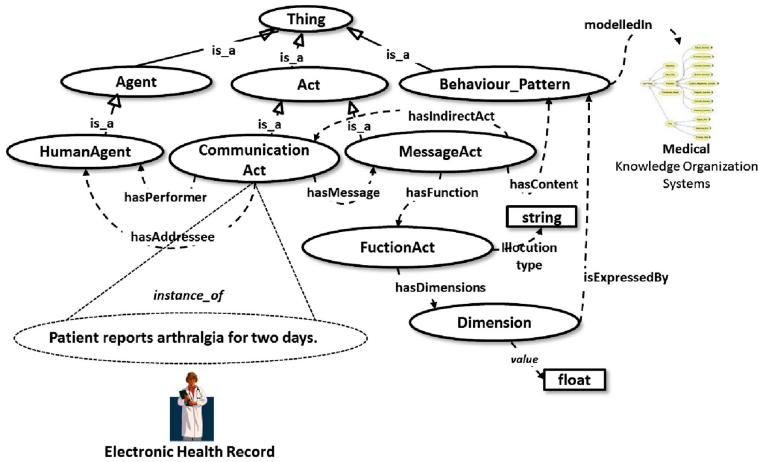 Thing
modelledIn
is_a
is_a
is_a
Agent
Act
Behaviour_Pattern
is_a
is_a
is_a
hasIndirectAct
HumanAgent
Communication
Act
MessageAct
Medical
Knowledge Organization
Systems
hasPerformer
hasMessage
hasFunction
hasContent
string
hasAddressee
FuctionAct
Illocution
type
isExpressedBy
hasDimensions
instance_of
Dimension
Patient reports arthralgia for two days.
value
float
Electronic Health Record